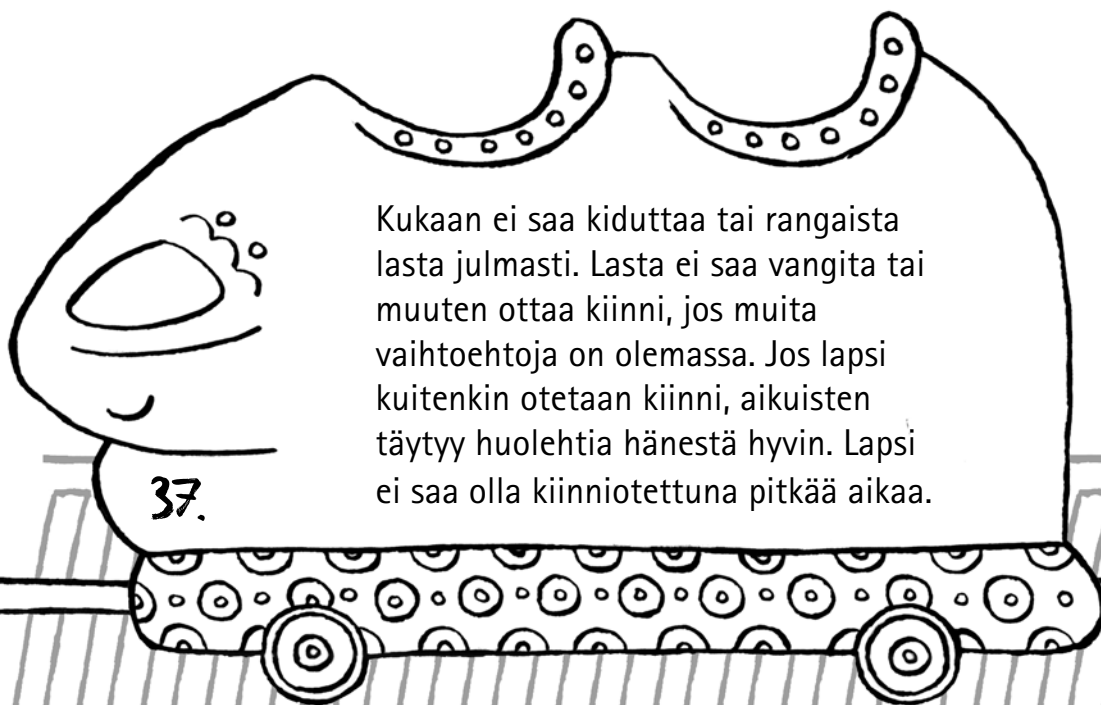 Kukaan ei saa kiduttaa tai rangaista
lasta julmasti. Lasta ei saa vangita tai
muuten ottaa kiinni, jos muita
vaihtoehtoja on olemassa. Jos lapsi
kuitenkin otetaan kiinni, aikuisten
täytyy huolehtia hänestä hyvin. Lapsi
ei saa olla kiinniotettuna pitkää aikaa.
37.